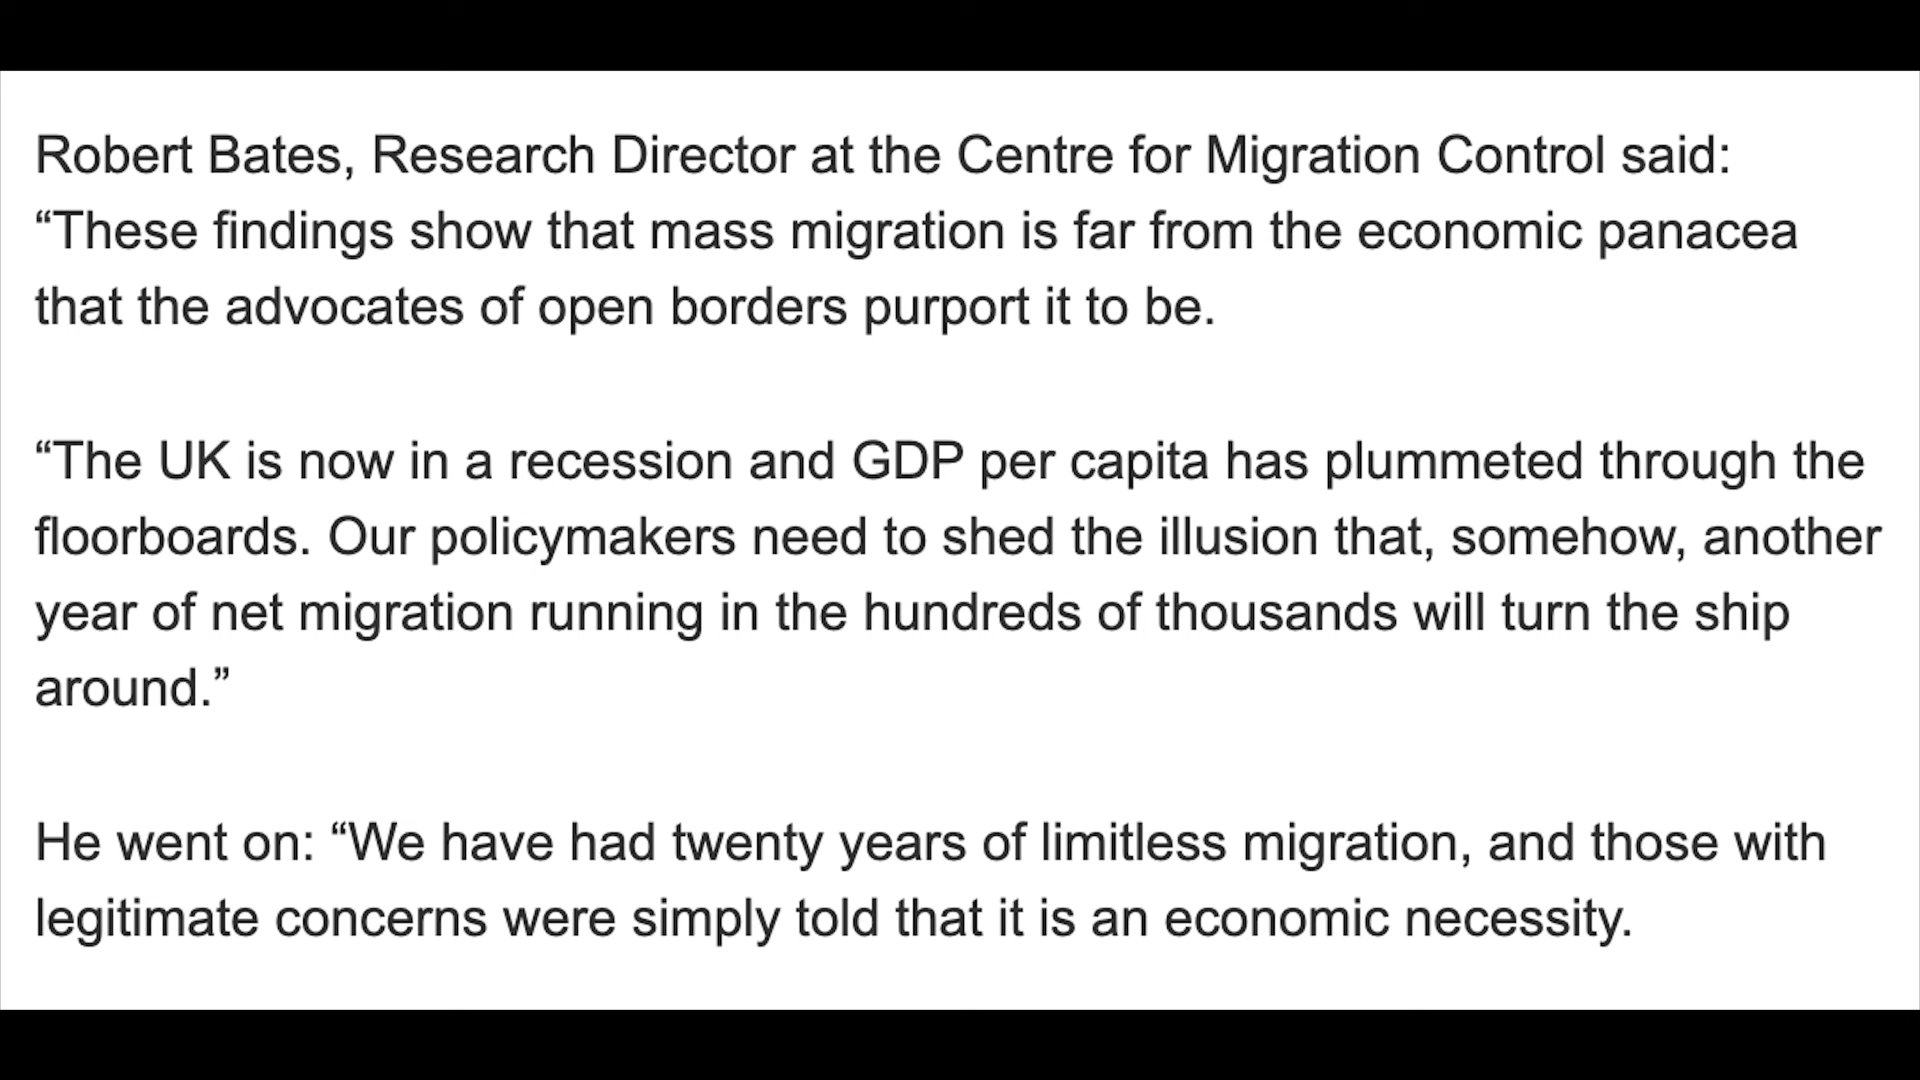 Robert Bates, Research Director at the Centre for Migration Control said:
“These findings show that mass migration is far from the economic panacea
that the advocates of open borders purport it to be.
“The UK is now in a recession and GDP per capita has plummeted through the
floorboards. Our policymakers need to shed the illusion that, somehow, another
year of net migration running in the hundreds of thousands will turn the ship
around.”
He went on: “We have had twenty years of limitless migration, and those with
legitimate concerns were simply told that it is an economic necessity.